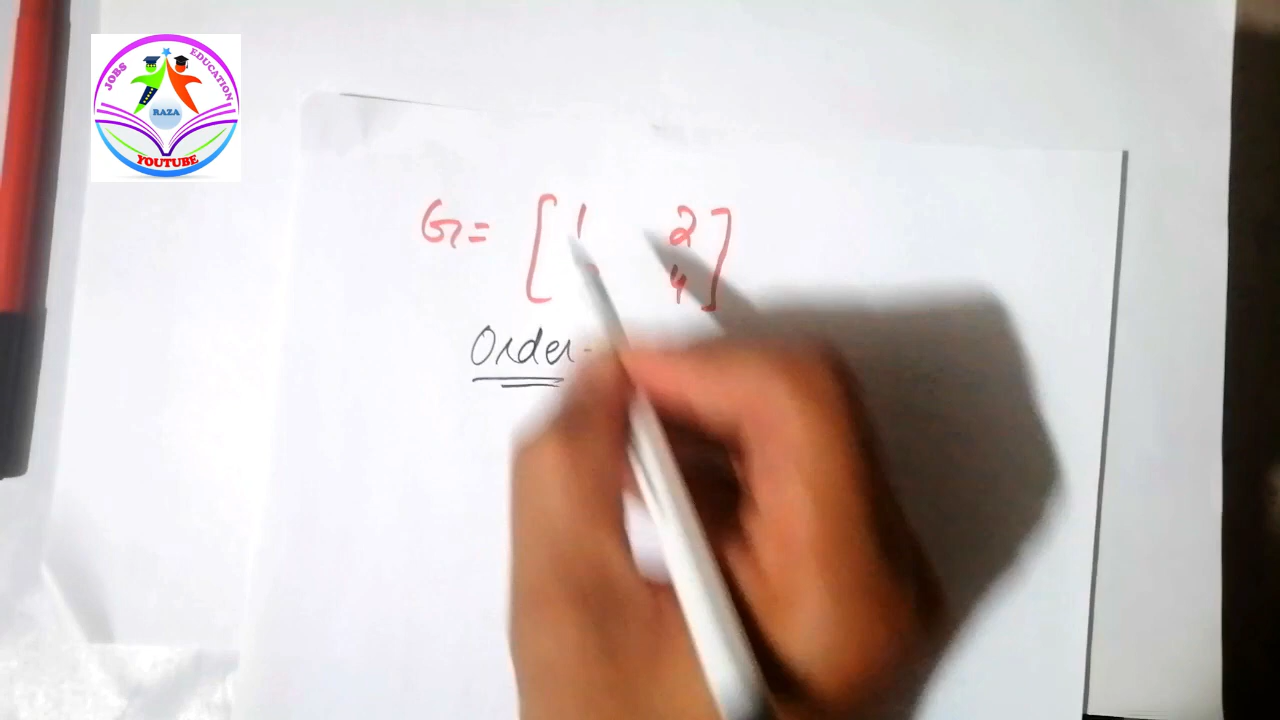 JOBS EDUCATION
RAZA
YOUTUBE
G = [ 1 2 ]
4
Order -